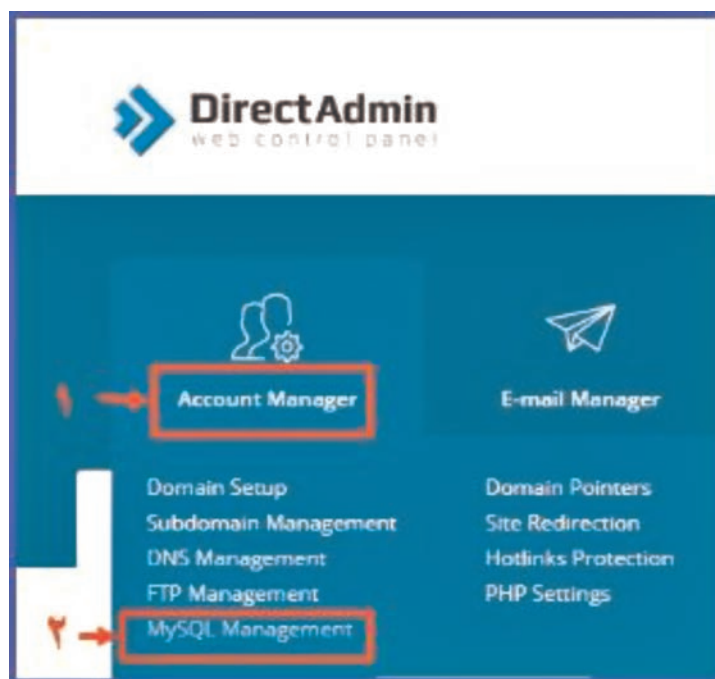 DirectAdmin
web control panel
۱ Account Manager E-mail Manager
Domain Setup Domain Pointers
Subdomain Management Site Redirection
DNS Management Hotlinks Protection
FTP Management PHP Settings
۲ MySQL Management